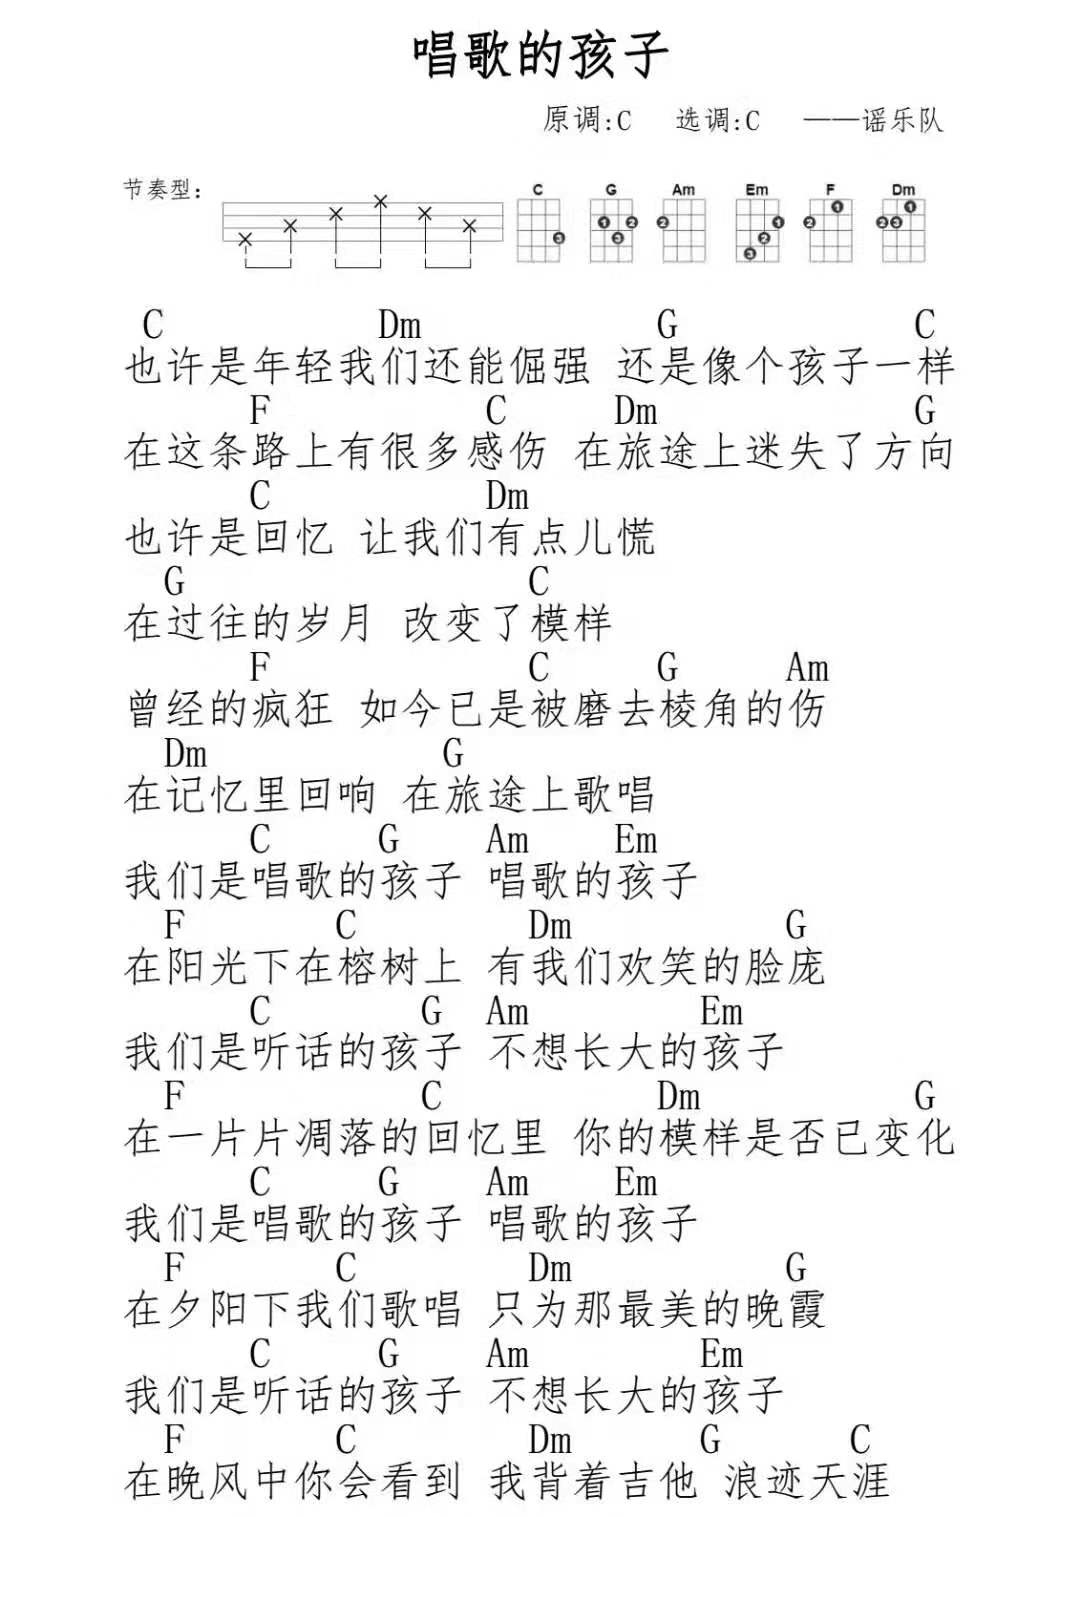 唱歌的孩子
原调:C 选调:C ——谣乐队
节奏型: C G Am Em F Dm
3 1 2 3 2 1 2 3 2 1 2 3 1
C Dm G C
也许是年轻我们还能倔强 还是像个孩子一样
F C Dm G
在这条路上有很多感伤 在旅途上迷失了方向
C Dm
也许是回忆 让我们有点儿慌
G C
在过往的岁月 改变了模样
F C G Am
曾经的疯狂 如今已是被磨去棱角的伤
Dm G
在记忆里回响 在旅途上歌唱
C G Am Em
我们是唱歌的孩子 唱歌的孩子
F C Dm G
在阳光下在榕树上 有我们欢笑的脸庞
C G Am Em
我们是听话的孩子 不想长大的孩子
F C Dm G
在一片片凋落的回忆里 你的模样是否已变化
C G Am Em
我们是唱歌的孩子 唱歌的孩子
F C Dm G
在夕阳下我们歌唱 只为那最美的晚霞
C G Am Em
我们是听话的孩子 不想长大的孩子
F C Dm G C
在晚风中你会看到 我背着吉他 浪迹天涯